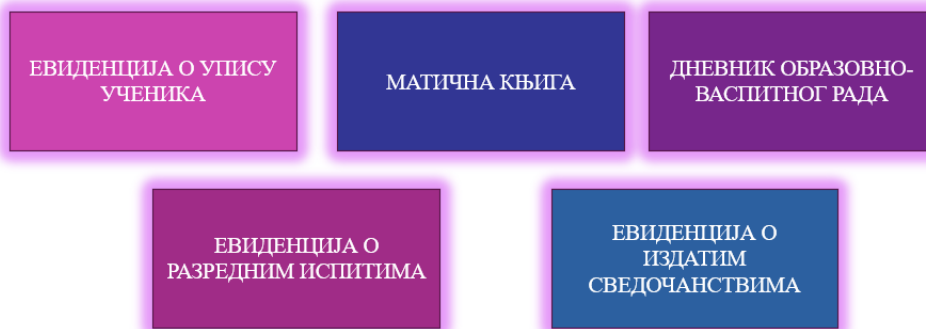 ЕВИДЕНЦИЈА О УПИСУ
УЧЕНИКА
МАТИЧНА КЊИГА
ДНЕВНИК ОБРАЗОВНО-
ВАСПИТНОГ РАДА
ЕВИДЕНЦИЈА О
РАЗРЕДНИМ ИСПИТИМА
ЕВИДЕНЦИЈА О
ИЗДАТИМ
СВЕДОЧАНСТВИМА